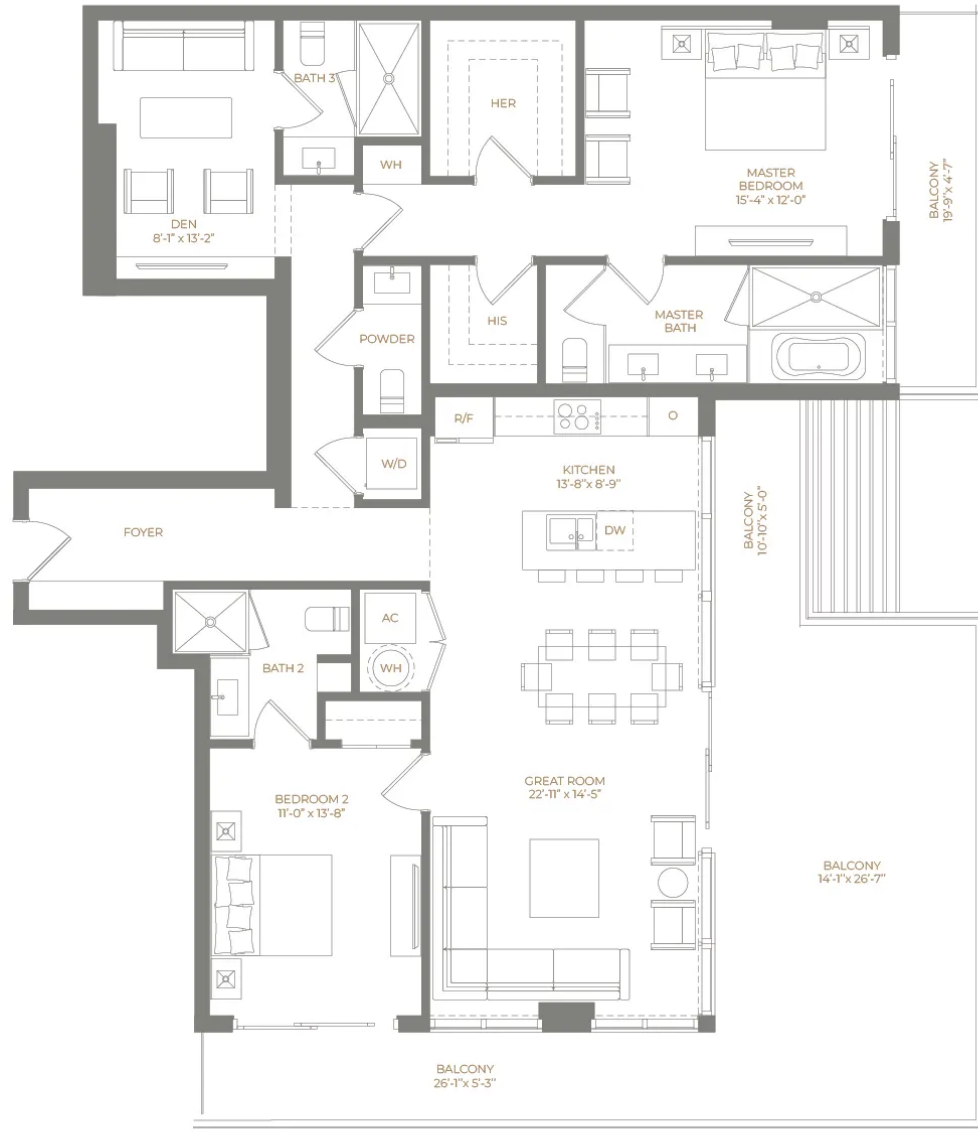 BATH 3
WH
HER
MASTER
BEDROOM
15'-4" x 12'-0"
BALCONY
19'-9"x 4'-7"
DEN
8'-1" x 13'-2"
POWDER
HIS
MASTER
BATH
R/F
O
W/D
KITCHEN
13'-8"x 8'-9"
DW
BALCONY
10'-10"x 5'-0"
FOYER
AC
WH
BATH 2
GREAT ROOM
22'-11" x 14'-5"
BEDROOM 2
11'-0" x 13'-8"
BALCONY
14'-1"x 26'-7"
BALCONY
26'-1"x 5'-3"